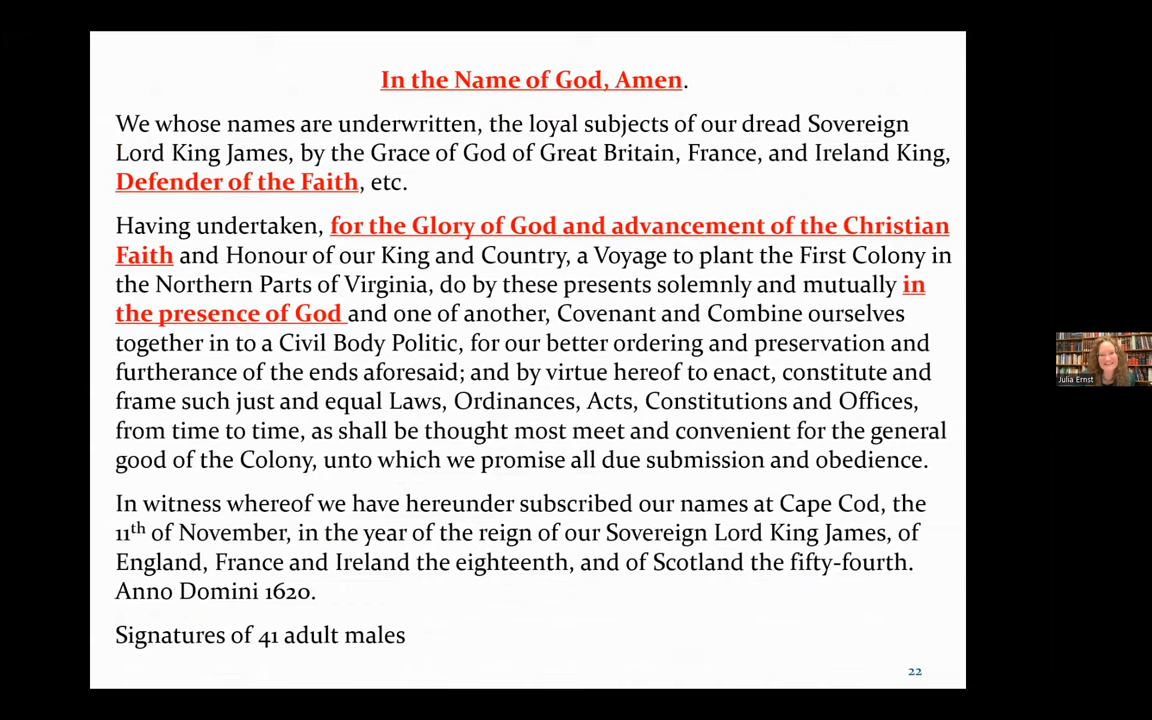 In the Name of God, Amen.
We whose names are underwritten, the loyal subjects of our dread Sovereign
Lord King James, by the Grace of God of Great Britain, France, and Ireland King,
Defender of the Faith, etc.
Having undertaken, for the Glory of God and advancement of the Christian
Faith and Honour of our King and Country, a Voyage to plant the First Colony in
the Northern Parts of Virginia, do by these presents solemnly and mutually in
the presence of God and one of another, Covenant and Combine ourselves
together in to a Civil Body Politic, for our better ordering and preservation and
furtherance of the ends aforesaid; and by virtue hereof to enact, constitute and
frame such just and equal Laws, Ordinances, Acts, Constitutions and Offices,
from time to time, as shall be thought most meet and convenient for the general
good of the Colony, unto which we promise all due submission and obedience.
In witness whereof we have hereunder subscribed our names at Cape Cod, the
11th of November, in the year of the reign of our Sovereign Lord King James, of
England, France and Ireland the eighteenth, and of Scotland the fifty-fourth.
Anno Domini 1620.
Signatures of 41 adult males
22
Julia Ernst